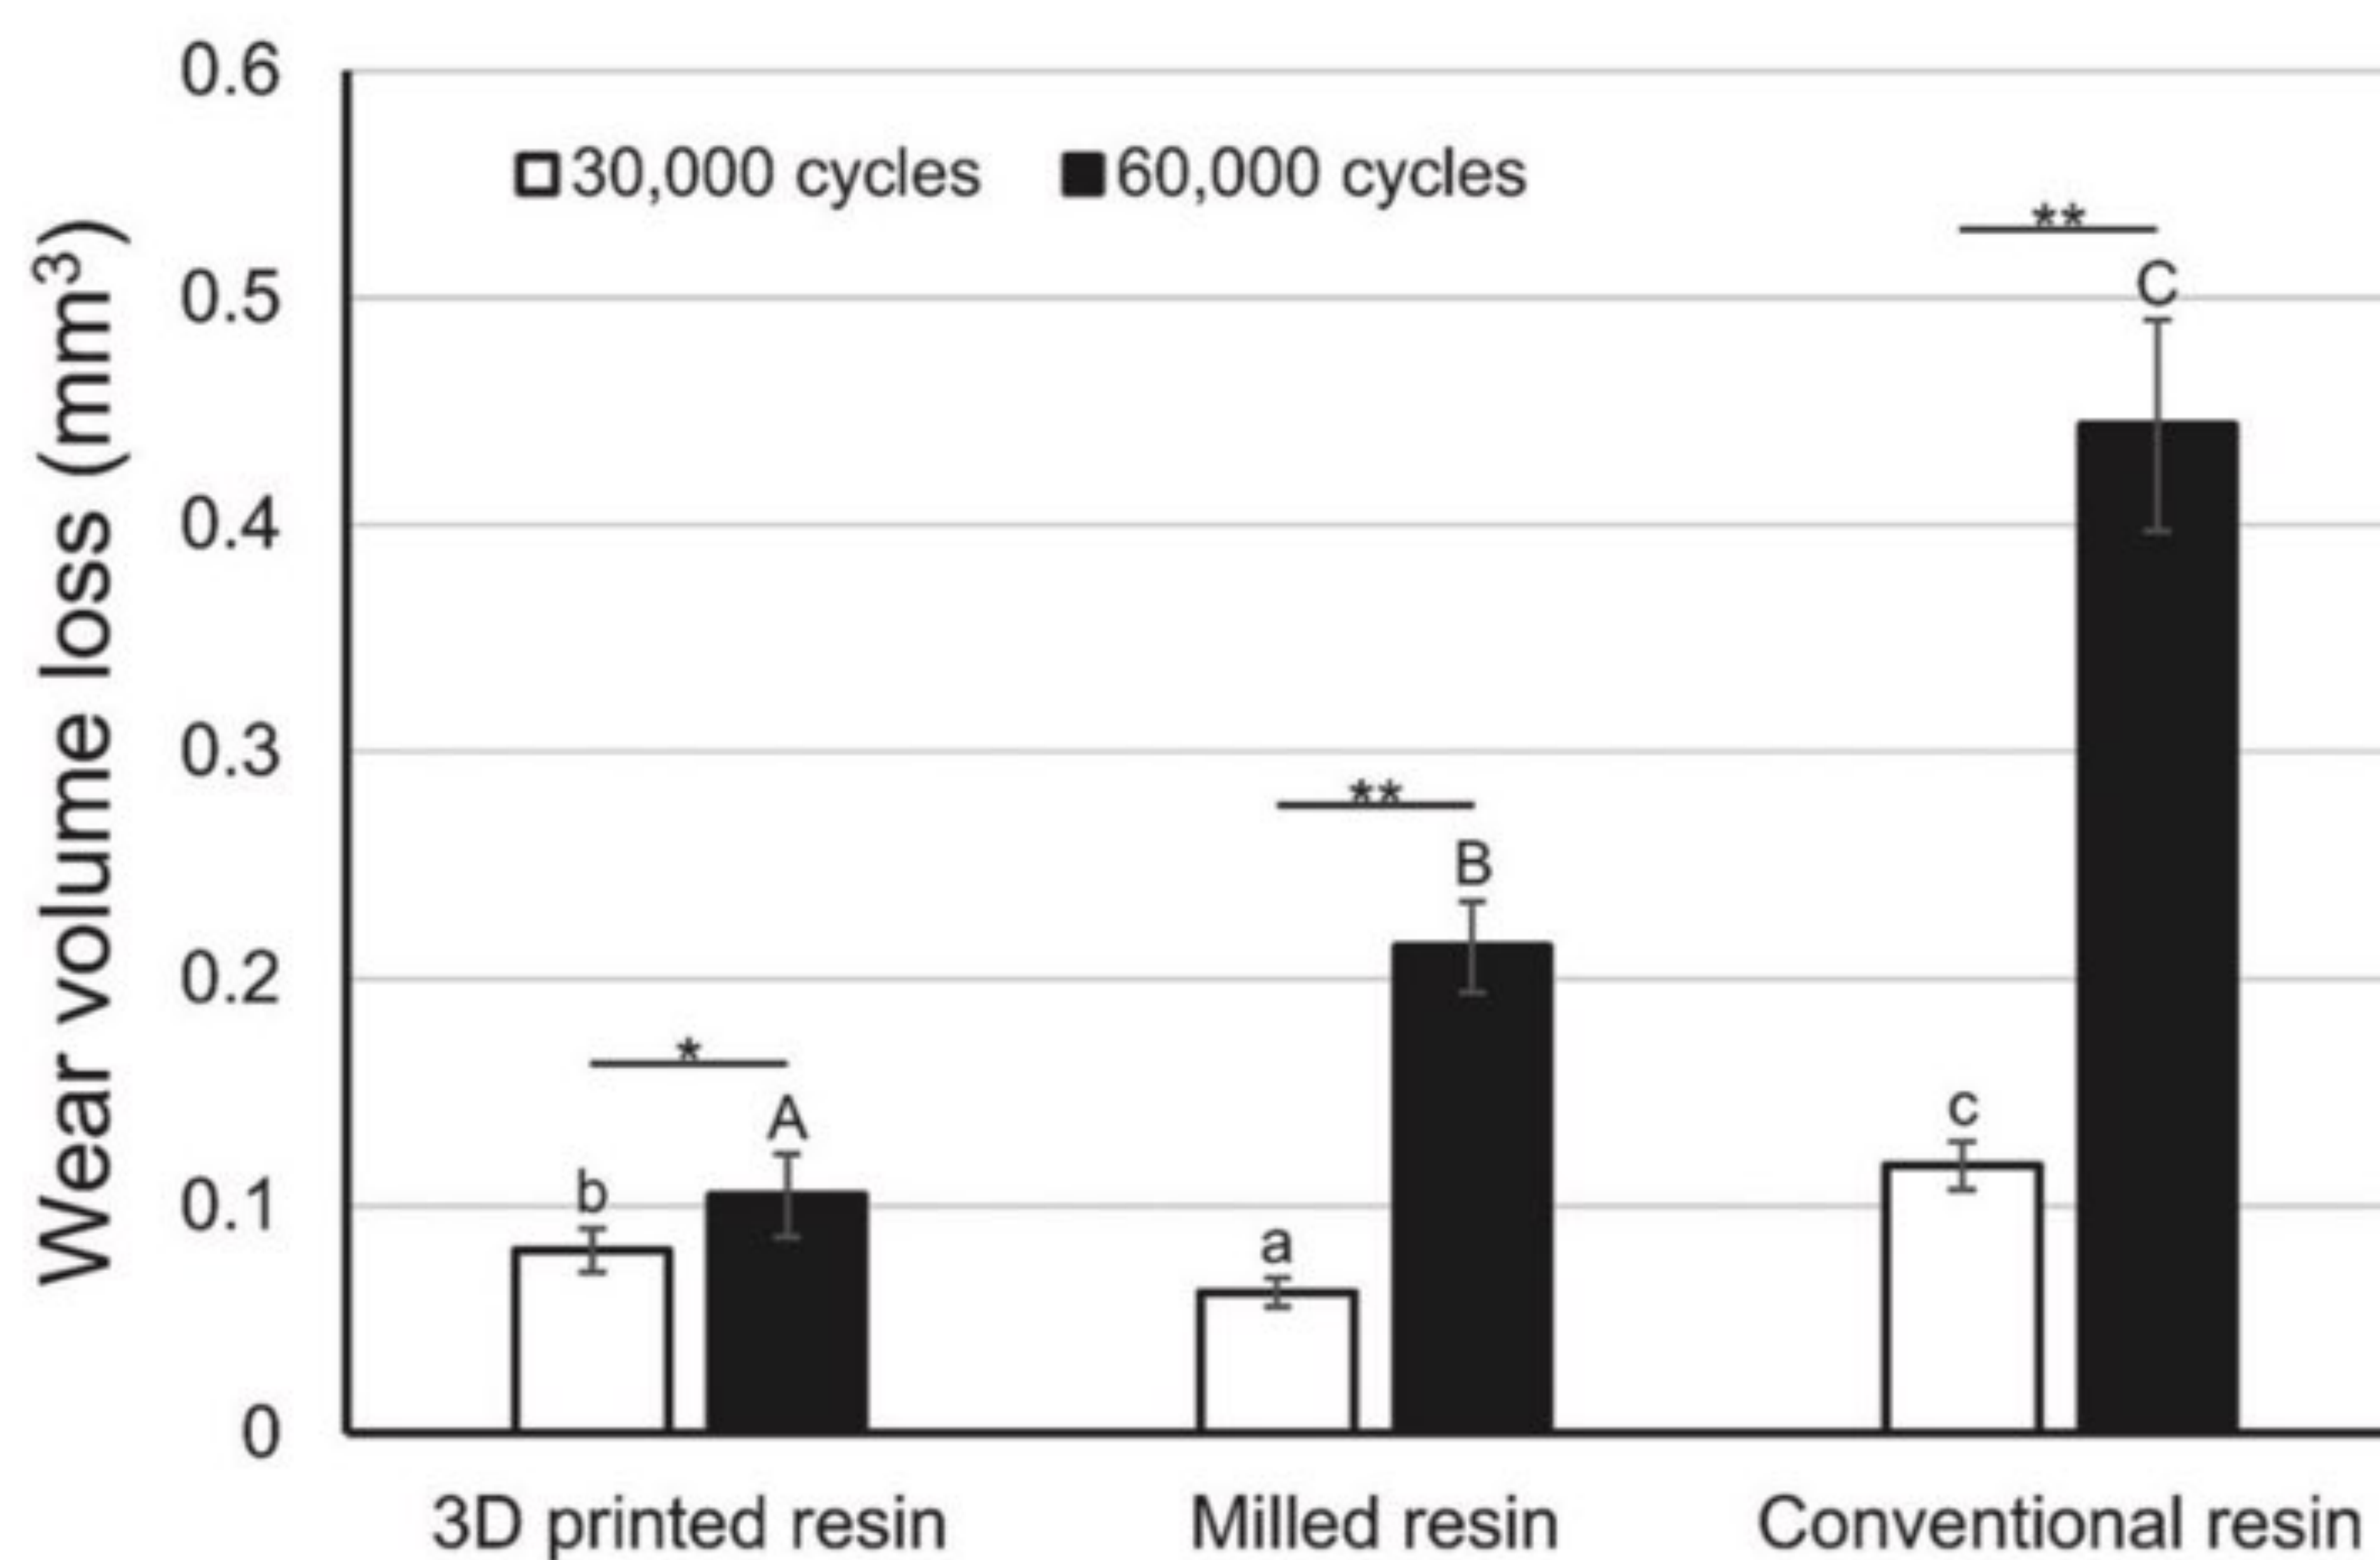 Wear volume loss (mm³)
0.6
0.5
0.4
0.3
0.2
0.1
0
30,000 cycles 60,000 cycles
**
C
**
B
*
A
b
a
c
3D printed resin Milled resin Conventional resin